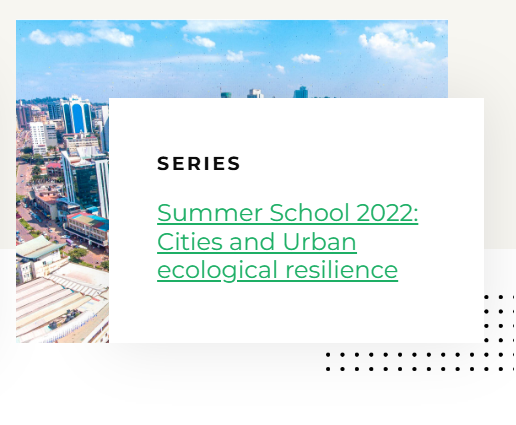 SERIES
Summer School 2022:
Cities and Urban
ecological resilience